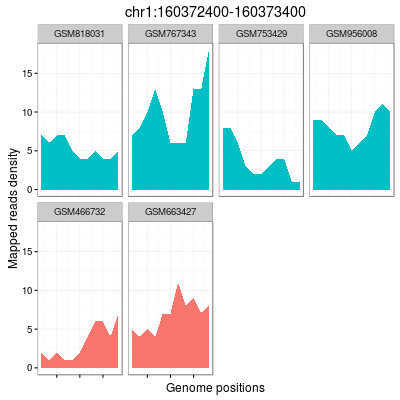 chr1:160372400-160373400
GSM818031 GSM767343 GSM753429 GSM956008
15
10
5
0
GSM466732 GSM663427
15
10
5
0
Mapped reads density
Genome positions